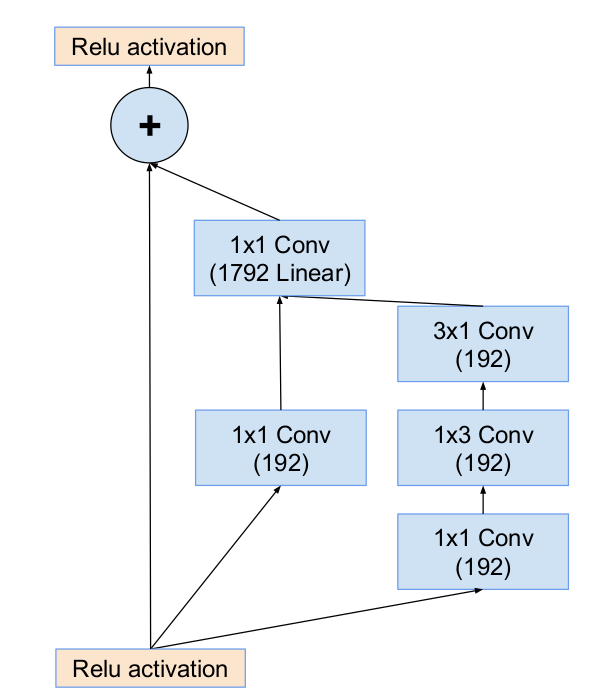 Relu activation
+
1x1 Conv
(1792 Linear)
3x1 Conv
(192)
1x1 Conv
(192)
1x3 Conv
(192)
1x1 Conv
(192)
Relu activation